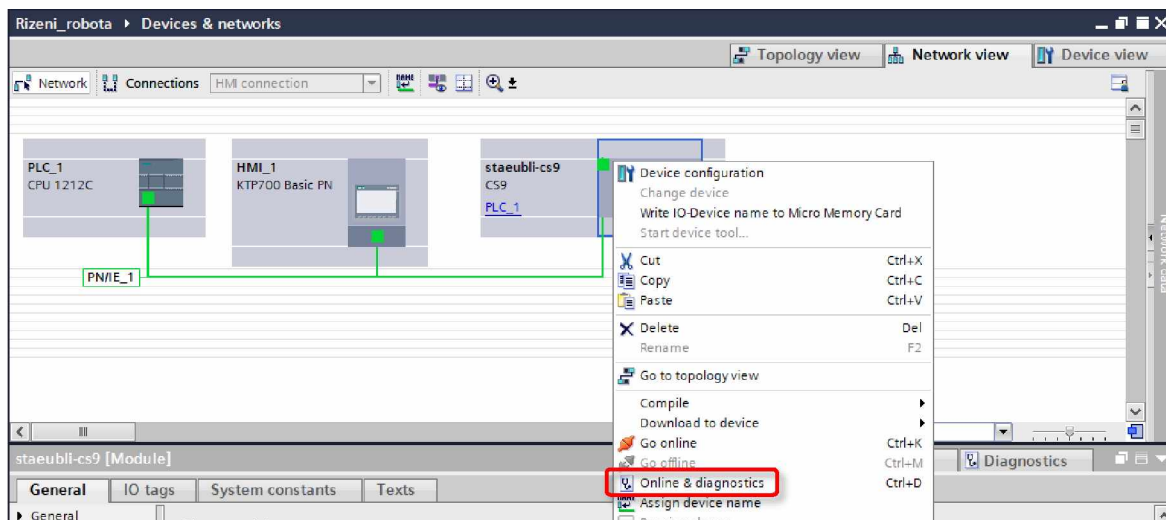 Rizeni_robota ▸ Devices & networks
Topology view Network view Device view
Network Connections HMI connection
PLC_1
CPU 1212C
HMI_1
KTP700 Basic PN
staeubli-cs9
CS9
PLC_1
PN/IE_1
Device configuration
Change device
Write IO-Device name to Micro Memory Card
Start device tool...
Cut Ctrl+X
Copy Ctrl+C
Paste Ctrl+V
Delete Del
Rename F2
Go to topology view
Compile
Download to device
Go online Ctrl+K
Go offline Ctrl+M
Online & diagnostics Ctrl+D
Assign device name
Network data
staeubli-cs9 [Module]
Diagnostics
General IO tags System constants Texts
General